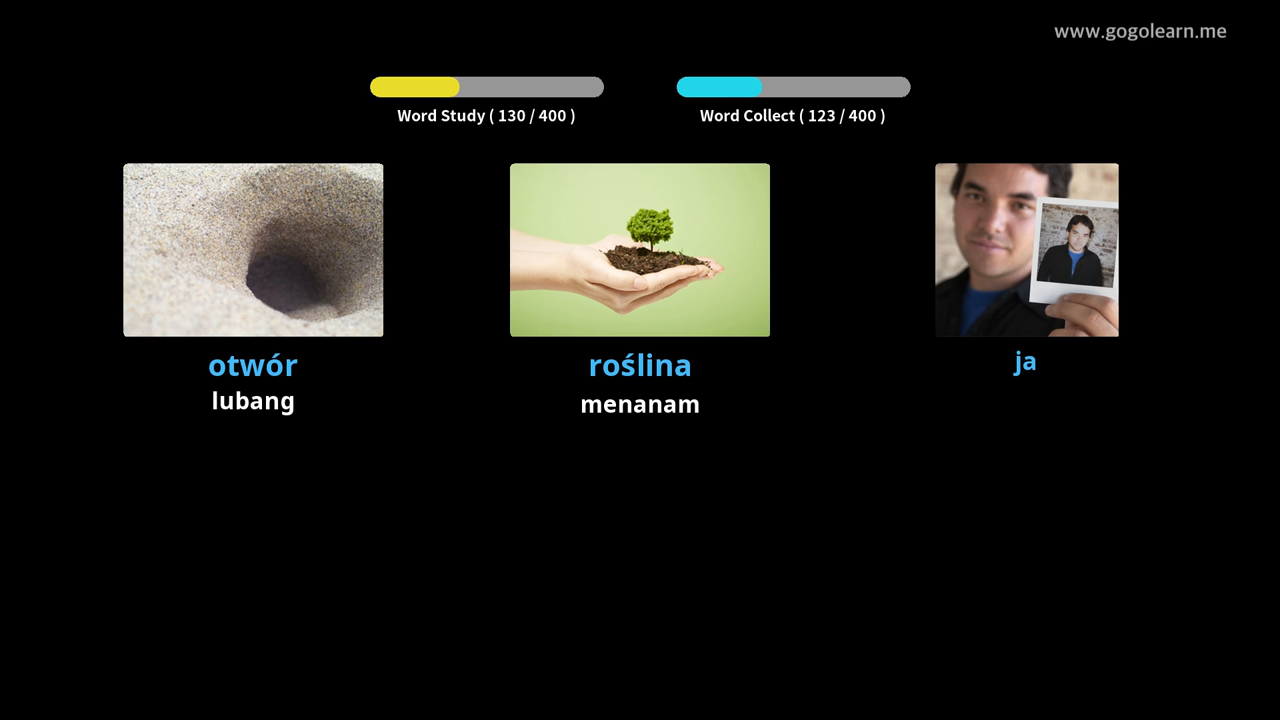 www.gogolearn.me
Word Study ( 130 / 400 )
Word Collect ( 123 / 400 )
otwór
roślina
ja
lubang
menanam